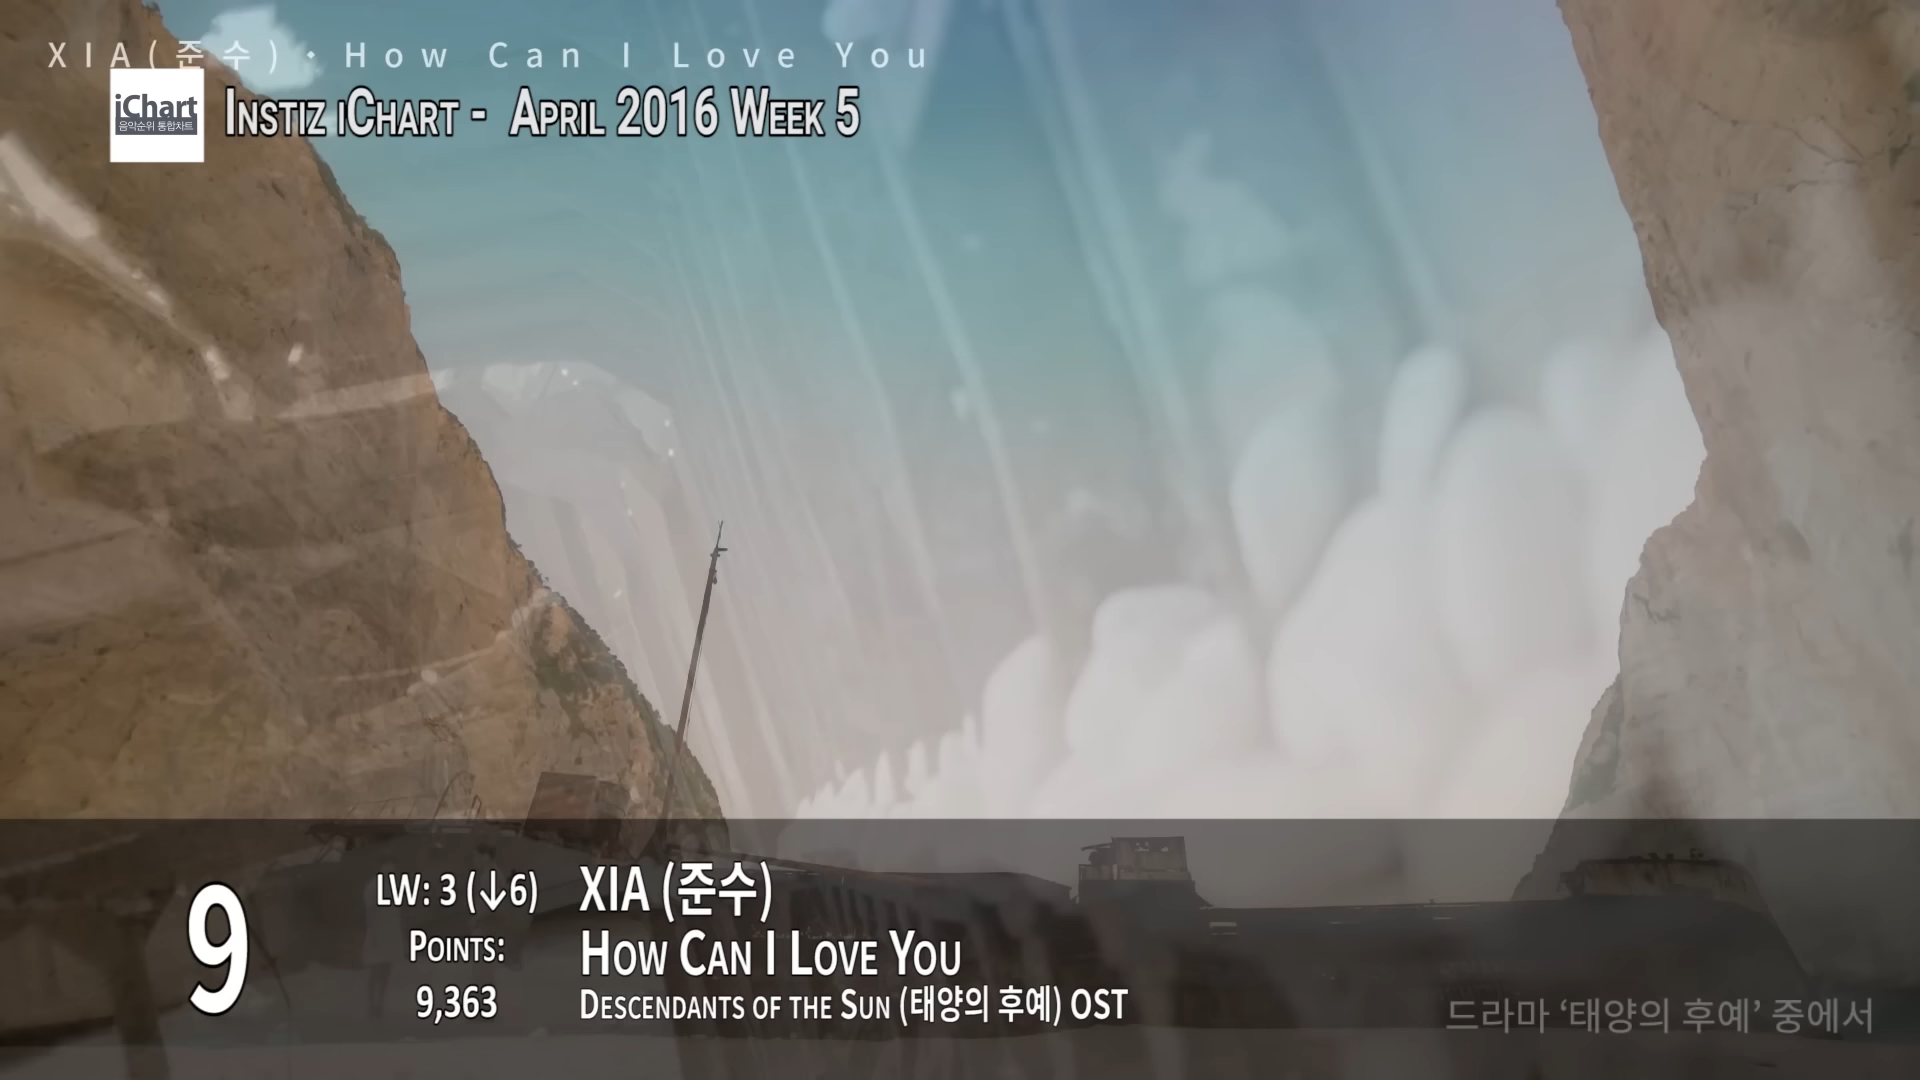 XIA(준수) · How Can I Love You
iChart
음악순위 통합차트
Instiz iChart - April 2016 Week 5
9
LW: 3 (↓6)
Points:
9,363
XIA (준수)
How Can I Love You
Descendants of the Sun (태양의 후예) OST
드라마 ‘태양의 후예’ 중에서